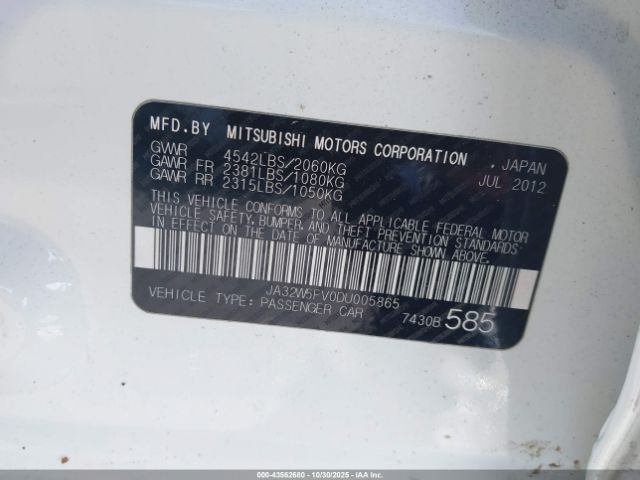 MFD.BY MITSUBISHI MOTORS CORPORATION. JAPAN
GVWR 4542LBS/2060KG JUL 2012
GAWR FR 2381LBS/1080KG
GAWR RR 2315LBS/1050KG
THIS VEHICLE CONFORMS TO ALL APPLICABLE FEDERAL MOTOR
VEHICLE SAFETY, BUMPER, AND THEFT PREVENTION STANDARDS
IN EFFECT ON THE DATE OF MANUFACTURE SHOWN ABOVE.
JA32W5FV0DU005865
VEHICLE TYPE: PASSENGER CAR 7430B 585
000-43562680 - 10/30/2025 - IAAI.COM